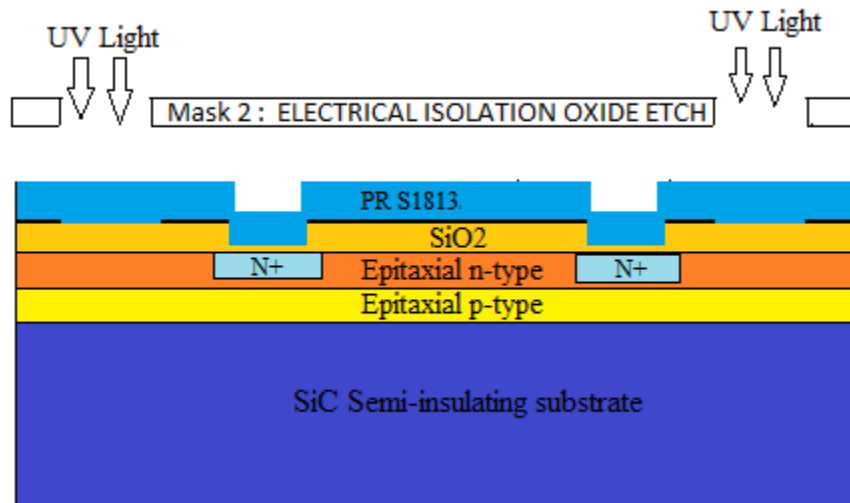 UV Light
UV Light
Mask 2 : ELECTRICAL ISOLATION OXIDE ETCH
PR S1813.
SiO2
N+
Epitaxial n-type
N+
Epitaxial p-type
SiC Semi-insulating substrate